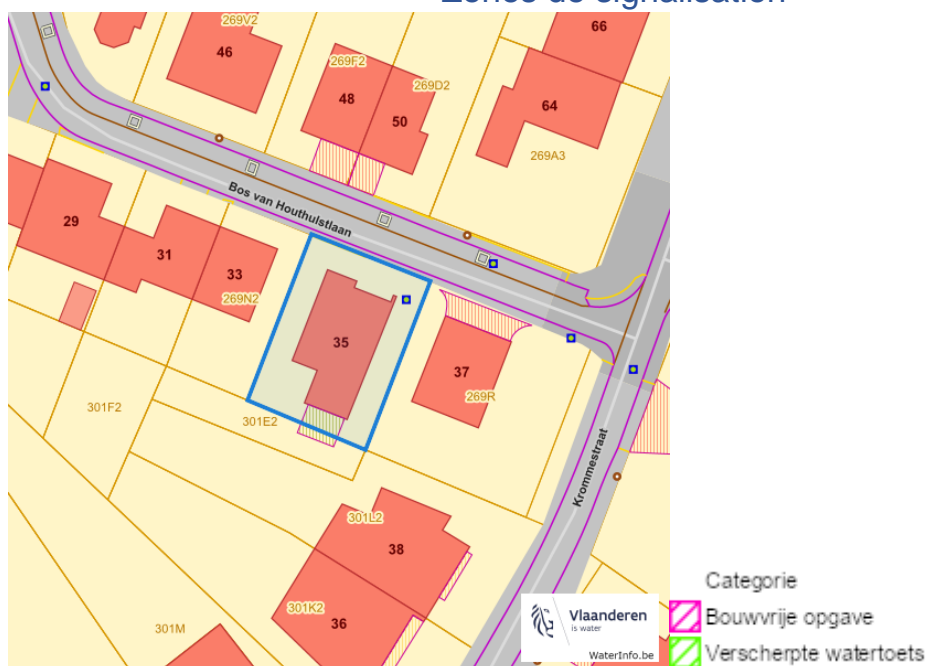 Zones de signalisation
269V2
46
269F2
48
269D2
50
66
64
269A3
Bos van Houthulstlaan
29
31
33
269N2
35
37
269R
301F2
301E2
Krommestraat
301L2
38
301K2
36
301M
Vlaanderen
is water
WaterInfo.be
Categorie
Bouwvrije opgave
Verscherpte watertoets